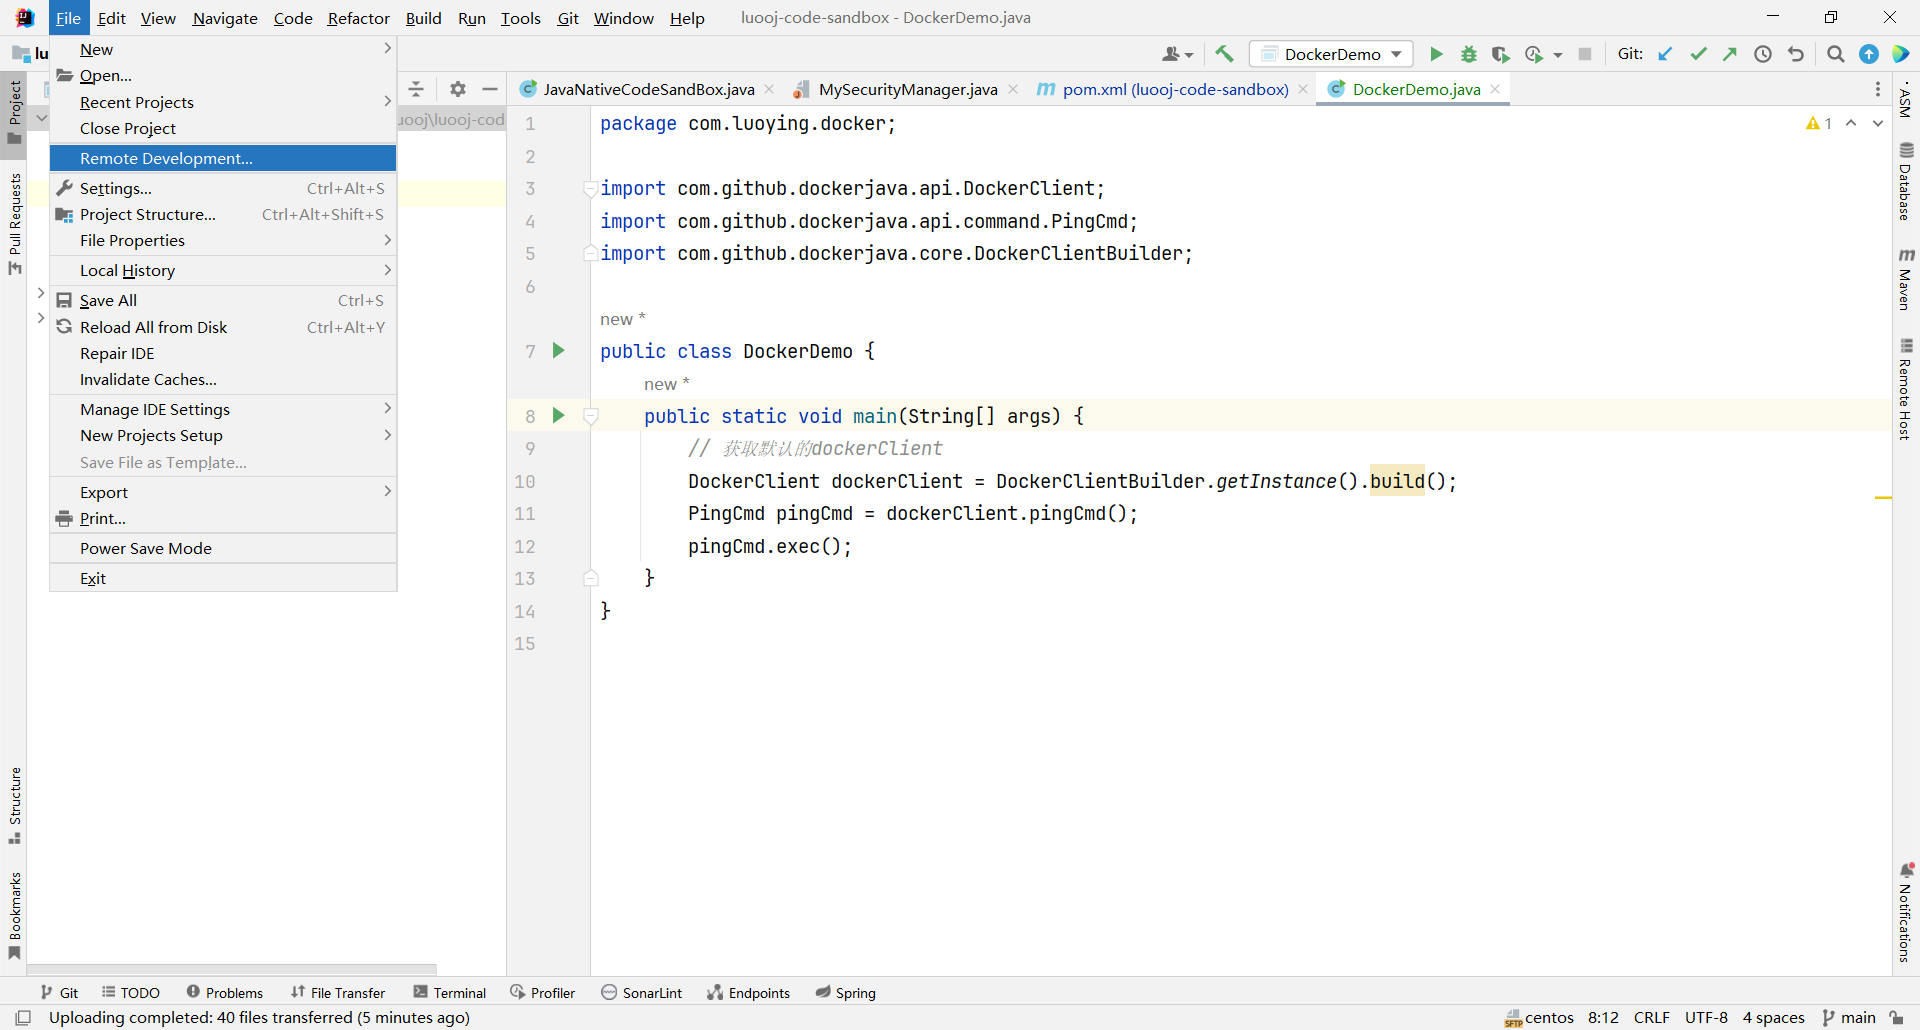 File Edit View Navigate Code Refactor Build Run Tools Git Window Help luooj-code-sandbox - DockerDemo.java
lu DockerDemo Git:
New
Open...
Recent Projects
Close Project
Remote Development...
Settings... Ctrl+Alt+S
Project Structure... Ctrl+Alt+Shift+S
File Properties
Local History
Save All Ctrl+S
Reload All from Disk Ctrl+Alt+Y
Repair IDE
Invalidate Caches...
Manage IDE Settings
New Projects Setup
Save File as Template...
Export
Print...
Power Save Mode
Exit
Project
Pull Requests
Structure
Bookmarks
uooj\luooj-cod
JavaNativeCodeSandBox.java MySecurityManager.java pom.xml (luooj-code-sandbox) DockerDemo.java
1 package com.luoying.docker;
2
3 import com.github.dockerjava.api.DockerClient;
4 import com.github.dockerjava.api.command.PingCmd;
5 import com.github.dockerjava.core.DockerClientBuilder;
6
new *
7 public class DockerDemo {
new *
8 public static void main(String[] args) {
9 // 获取默认的dockerClient
10 DockerClient dockerClient = DockerClientBuilder.getInstance().build();
11 PingCmd pingCmd = dockerClient.pingCmd();
12 pingCmd.exec();
13 }
14 }
15
1
ASM
Database
Maven
Remote Host
Notifications
Git TODO Problems File Transfer Terminal Profiler SonarLint Endpoints Spring
Uploading completed: 40 files transferred (5 minutes ago) SFTP centos 8:12 CRLF UTF-8 4 spaces main